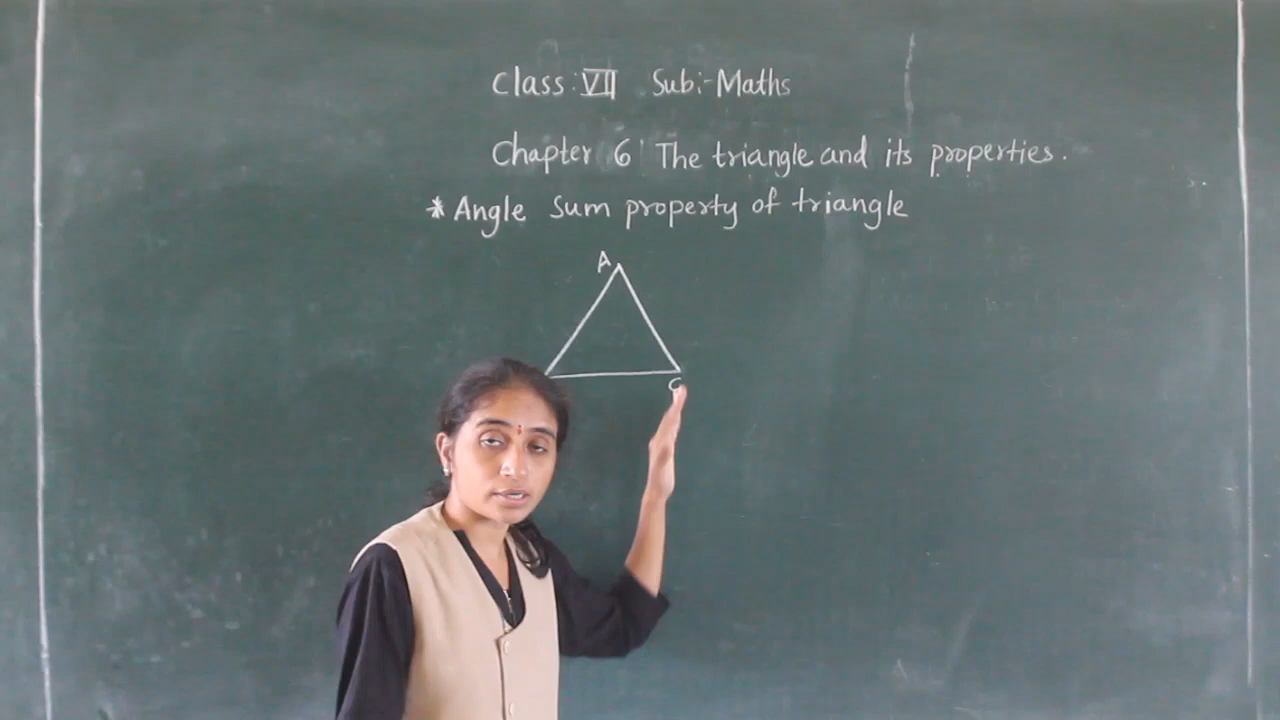 Class: VII Sub:- Maths
Chapter 6 The triangle and its properties.
* Angle Sum property of triangle
A
C